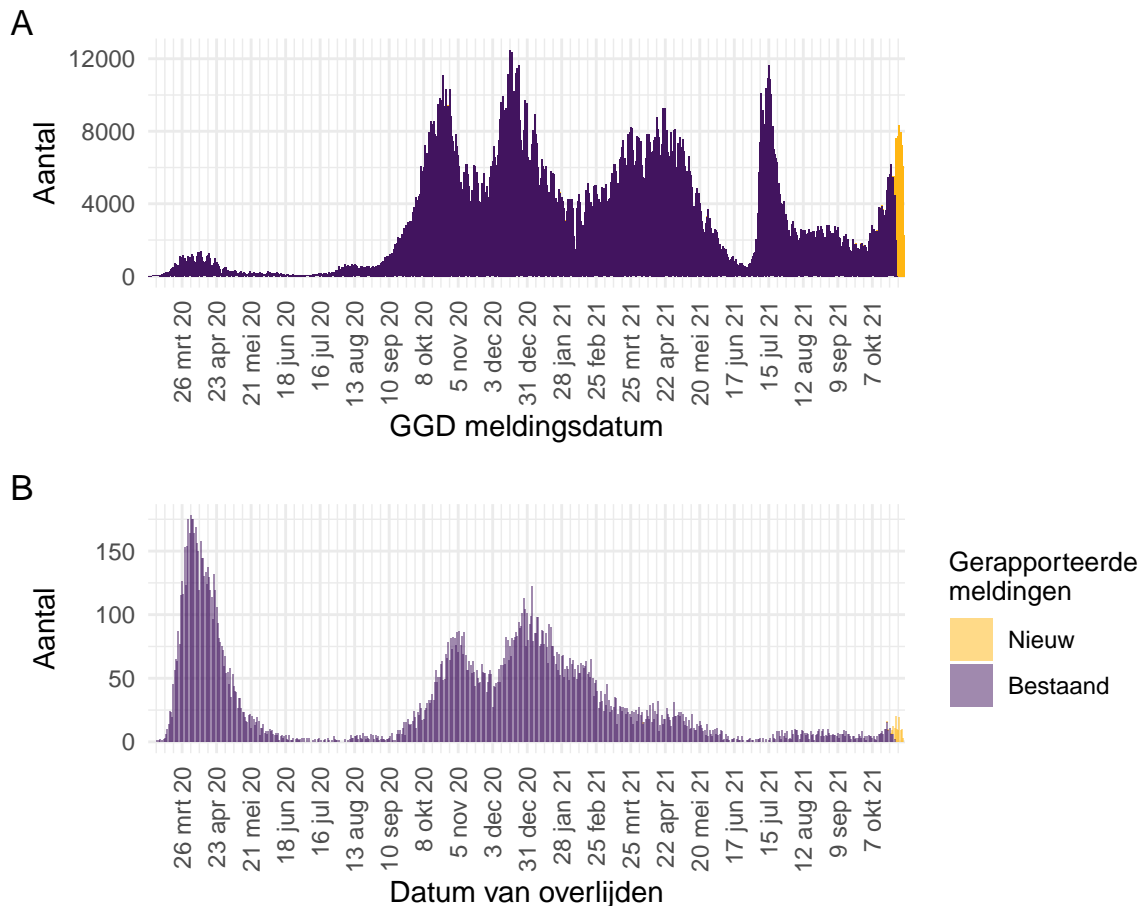 A
Aantal
12000
8000
4000
0
26 mrt 20
23 apr 20
21 mei 20
18 jun 20
16 jul 20
13 aug 20
10 sep 20
8 okt 20
5 nov 20
3 dec 20
31 dec 20
28 jan 21
25 feb 21
25 mrt 21
22 apr 21
20 mei 21
17 jun 21
15 jul 21
12 aug 21
9 sep 21
7 okt 21
GGD meldingsdatum
B
Aantal
150
100
50
0
26 mrt 20
23 apr 20
21 mei 20
18 jun 20
16 jul 20
13 aug 20
10 sep 20
8 okt 20
5 nov 20
3 dec 20
31 dec 20
28 jan 21
25 feb 21
25 mrt 21
22 apr 21
20 mei 21
17 jun 21
15 jul 21
12 aug 21
9 sep 21
7 okt 21
Datum van overlijden
Gerapporteerde
meldingen
Nieuw
Bestaand